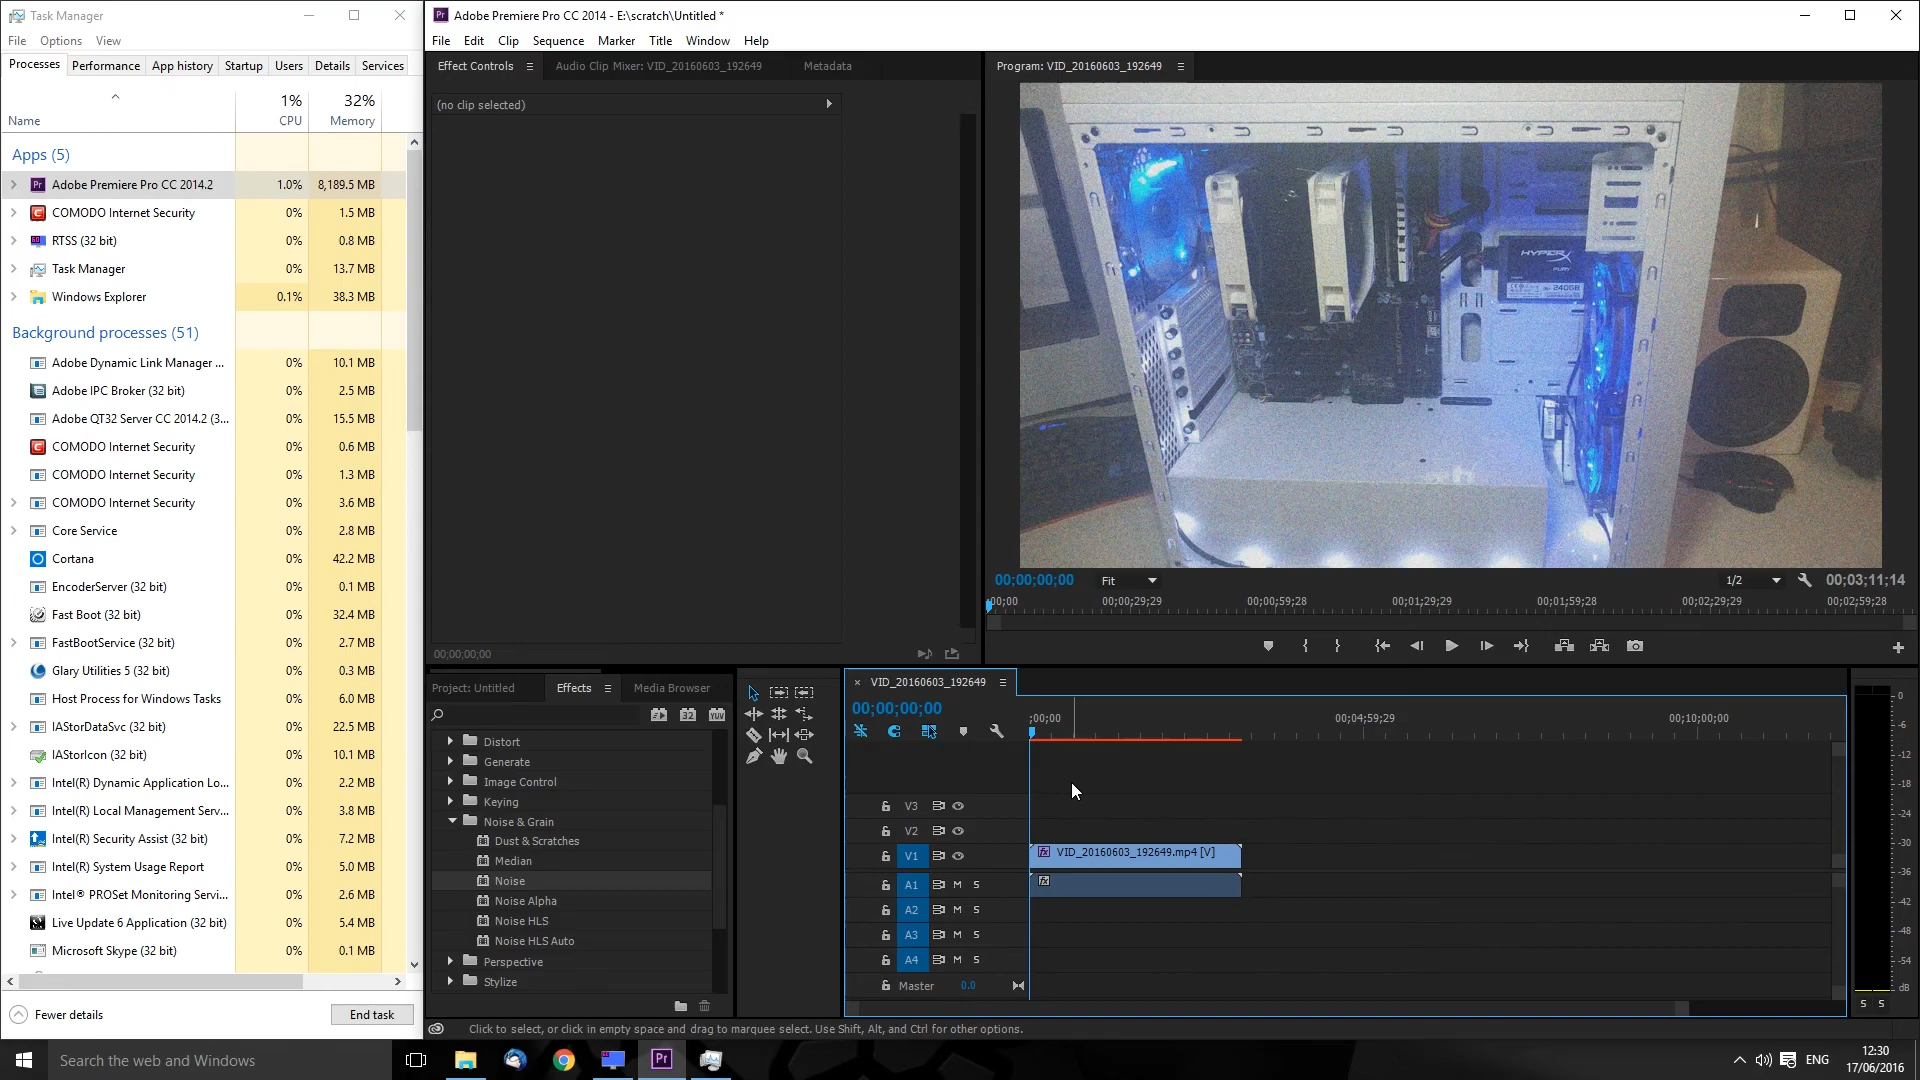 Task Manager
File Options View
Processes Performance App history Startup Users Details Services
1% 32%
Name CPU Memory
Apps (5)
Adobe Premiere Pro CC 2014.2 1.0% 8,189.5 MB
COMODO Internet Security 0% 1.5 MB
RTSS (32 bit) 0% 0.8 MB
Task Manager 0% 13.7 MB
Windows Explorer 0.1% 38.3 MB
Background processes (51)
Adobe Dynamic Link Manager ... 0% 10.1 MB
Adobe IPC Broker (32 bit) 0% 2.5 MB
Adobe QT32 Server CC 2014.2 (3... 0% 15.5 MB
COMODO Internet Security 0% 0.6 MB
COMODO Internet Security 0% 1.3 MB
COMODO Internet Security 0% 3.6 MB
Core Service 0% 2.8 MB
Cortana 0% 42.2 MB
EncoderServer (32 bit) 0% 0.1 MB
Fast Boot (32 bit) 0% 32.4 MB
FastBootService (32 bit) 0% 2.7 MB
Glary Utilities 5 (32 bit) 0% 0.3 MB
Host Process for Windows Tasks 0% 6.0 MB
IAStorDataSvc (32 bit) 0% 22.5 MB
IAStorIcon (32 bit) 0% 10.1 MB
Intel(R) Dynamic Application Lo... 0% 2.2 MB
Intel(R) Local Management Serv... 0% 3.8 MB
Intel(R) Security Assist (32 bit) 0% 7.2 MB
Intel(R) System Usage Report 0% 5.0 MB
Intel® PROSet Monitoring Servi... 0% 2.6 MB
Live Update 6 Application (32 bit) 0% 5.4 MB
Microsoft Skype (32 bit) 0% 0.1 MB
Fewer details End task
Pr Adobe Premiere Pro CC 2014 - E:\scratch\Untitled *
File Edit Clip Sequence Marker Title Window Help
Effect Controls Audio Clip Mixer: VID_20160603_192649 Metadata
(no clip selected)
00;00;00;00
Program: VID_20160603_192649
HYPERX
FURY
240GB
00;00;00;00 Fit 1/2 00;03;11;14
;00;00 00;00;29;29 00;00;59;28 00;01;29;29 00;01;59;28 00;02;29;29 00;02;59;28
Project: Untitled Effects Media Browser
32 YUV
Distort
Generate
Image Control
Keying
Noise & Grain
Dust & Scratches
Median
Noise
Noise Alpha
Noise HLS
Noise HLS Auto
Perspective
Stylize
× VID_20160603_192649
00;00;00;00
;00;00 00;04;59;29 00;10;00;00
V3
V2
V1 fx VID_20160603_192649.mp4 [V]
A1 M S fx
A2 M S
A3 M S
A4 M S
Master 0.0
0
-6
-12
-18
-24
-30
-36
-42
-48
-54
dB
S S
Click to select, or click in empty space and drag to marquee select. Use Shift, Alt, and Ctrl for other options.
Search the web and Windows
Pr
ENG
12:30
17/06/2016